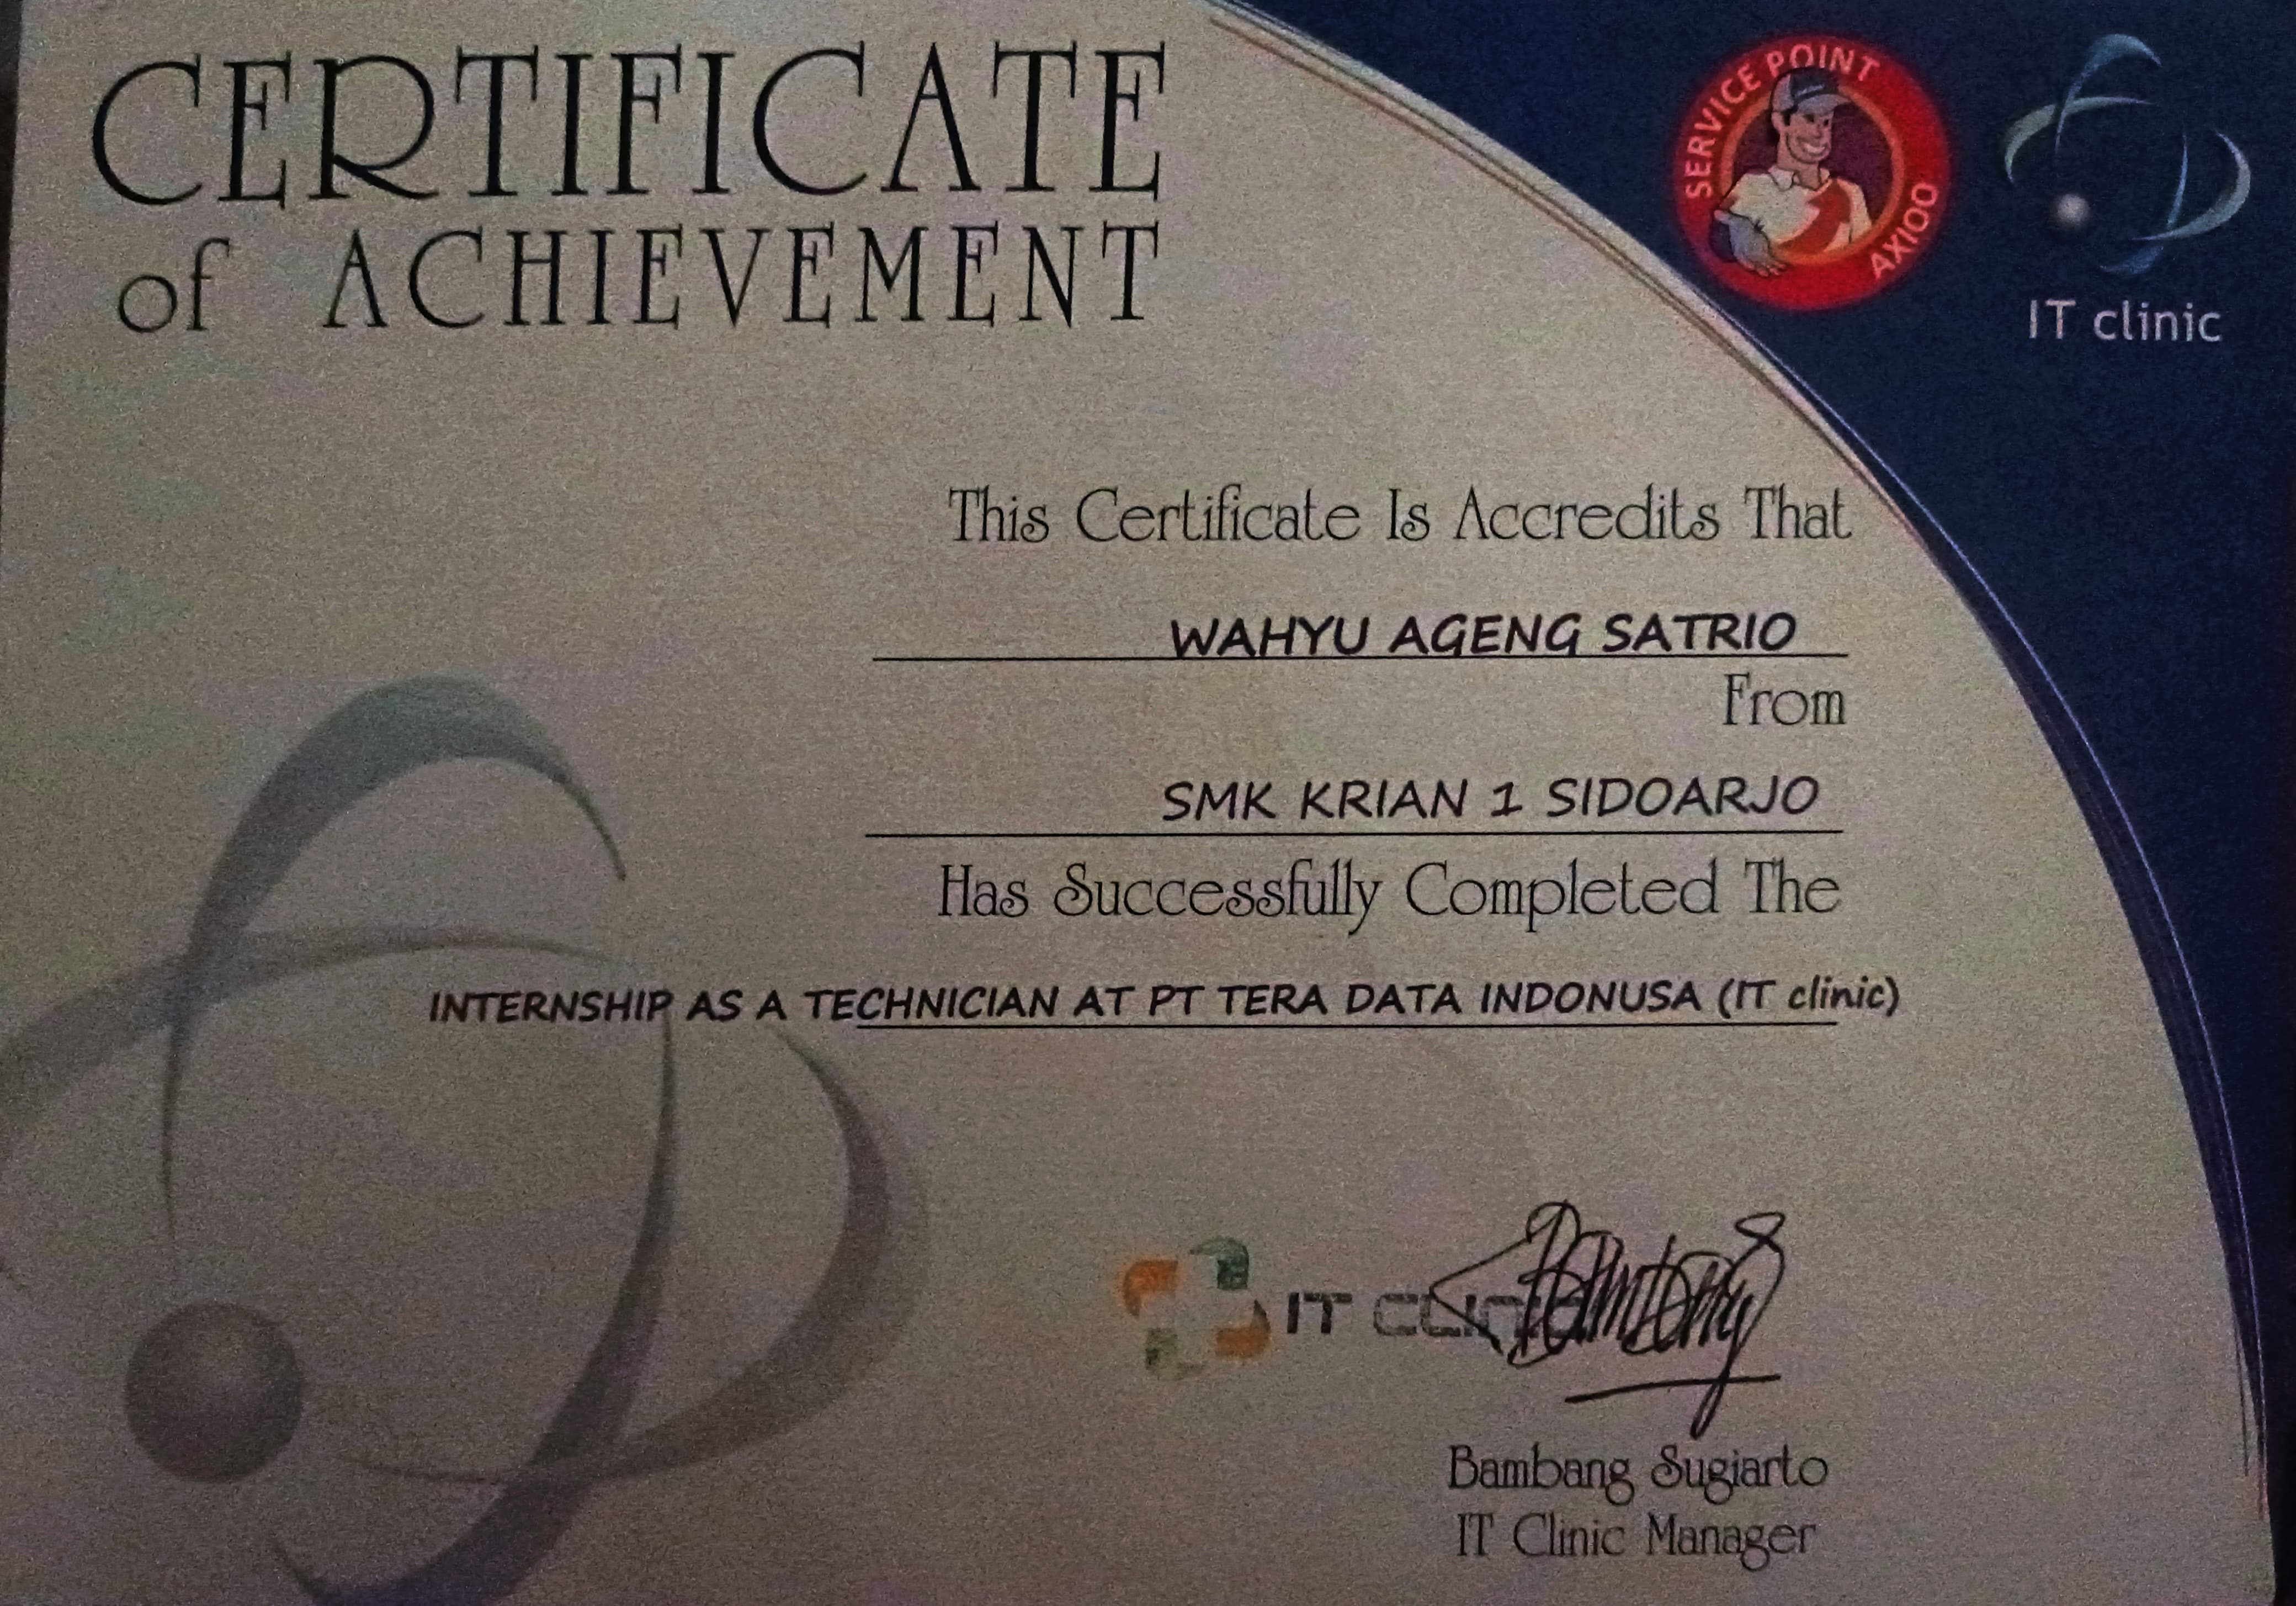 CERTIFICATE
of ACHIEVEMENT
SERVICE POINT
AXIOO
IT clinic
This Certificate Is Accredits That
WAHYU AGENG SATRIO
From
SMK KRIAN 1 SIDOARJO
Has Successfully Completed The
INTERNSHIP AS A TECHNICIAN AT PT TERA DATA INDONUSA (IT clinic)
IT CLINIC
Bambang Sugiarto
IT Clinic Manager